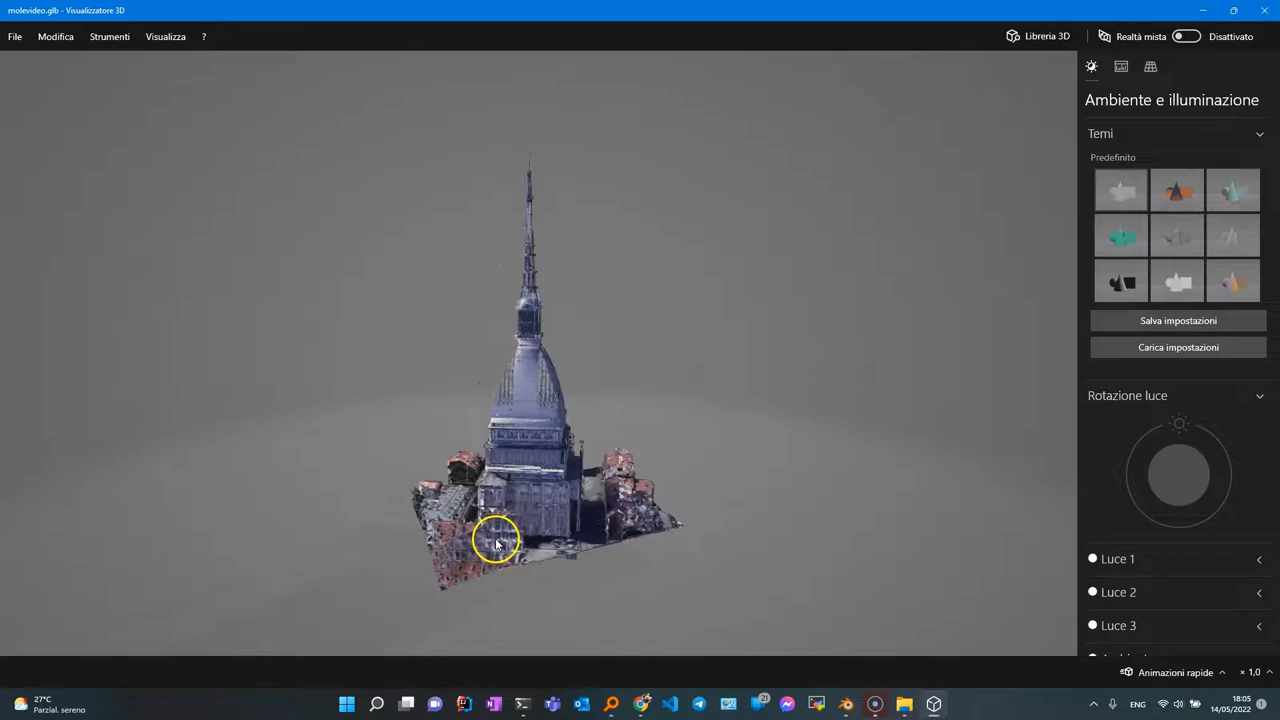 molevideo.glb - Visualizzatore 3D
File Modifica Strumenti Visualizza ? Libreria 3D Realtà mista Disattivato
Ambiente e illuminazione
Temi
Predefinito
Salva impostazioni
Carica impostazioni
Rotazione luce
Luce 1
Luce 2
Luce 3
Animazioni rapide × 1,0
27°C
Parzial. sereno
21
ENG
18:05
14/05/2022